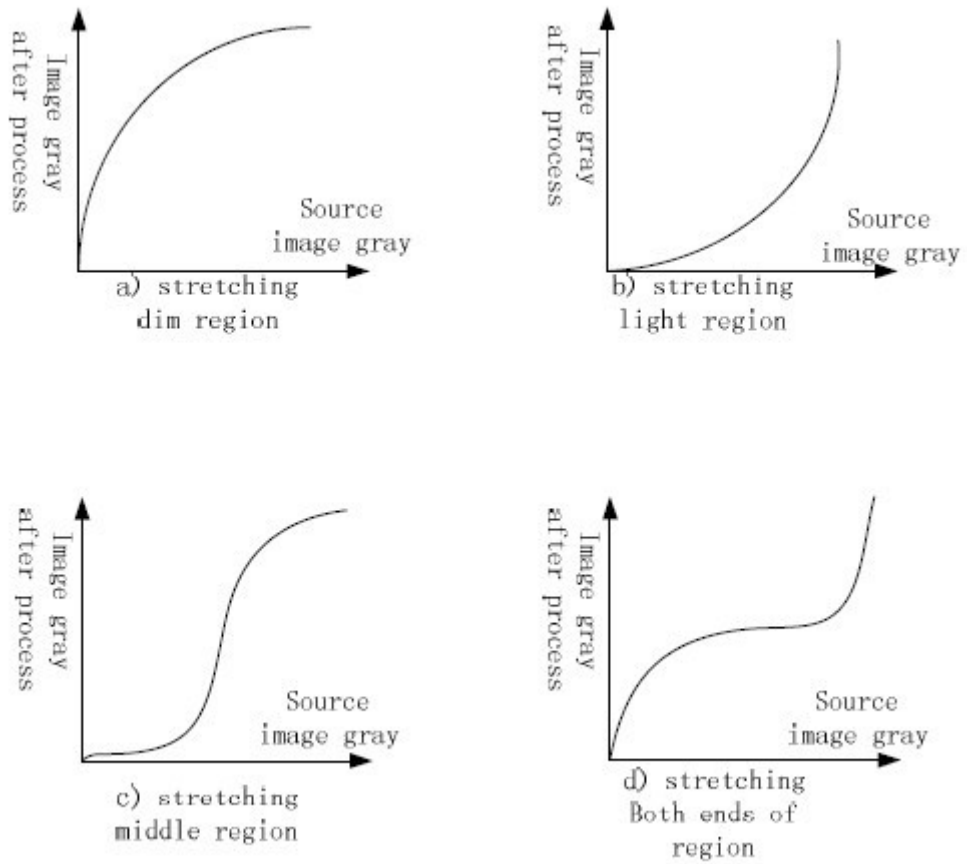 Image gray
after process
Source
image gray
a) stretching
dim region
Image gray
after process
Source
image gray
b) stretching
light region
Image gray
after process
Source
image gray
c) stretching
middle region
Image gray
after process
Source
image gray
d) stretching
Both ends of
region